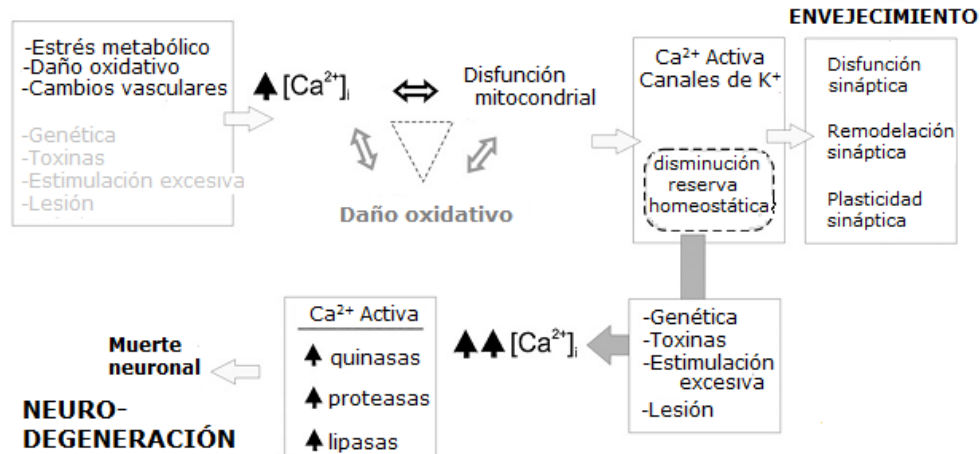 ENVEJECIMIENTO
-Estrés metabólico
-Daño oxidativo
-Cambios vasculares
-Genética
-Toxinas
-Estimulación excesiva
-Lesión
[Ca²⁺]i
Disfunción
mitocondrial
Daño oxidativo
Ca²⁺ Activa
Canales de K⁺
disminución
reserva
homeostática
Disfunción
sináptica
Remodelación
sináptica
Plasticidad
sináptica
-Genética
-Toxinas
-Estimulación
excesiva
-Lesión
[Ca²⁺]i
Ca²⁺ Activa
quinasas
proteasas
lipasas
Muerte
neuronal
NEURO-
DEGENERACIÓN